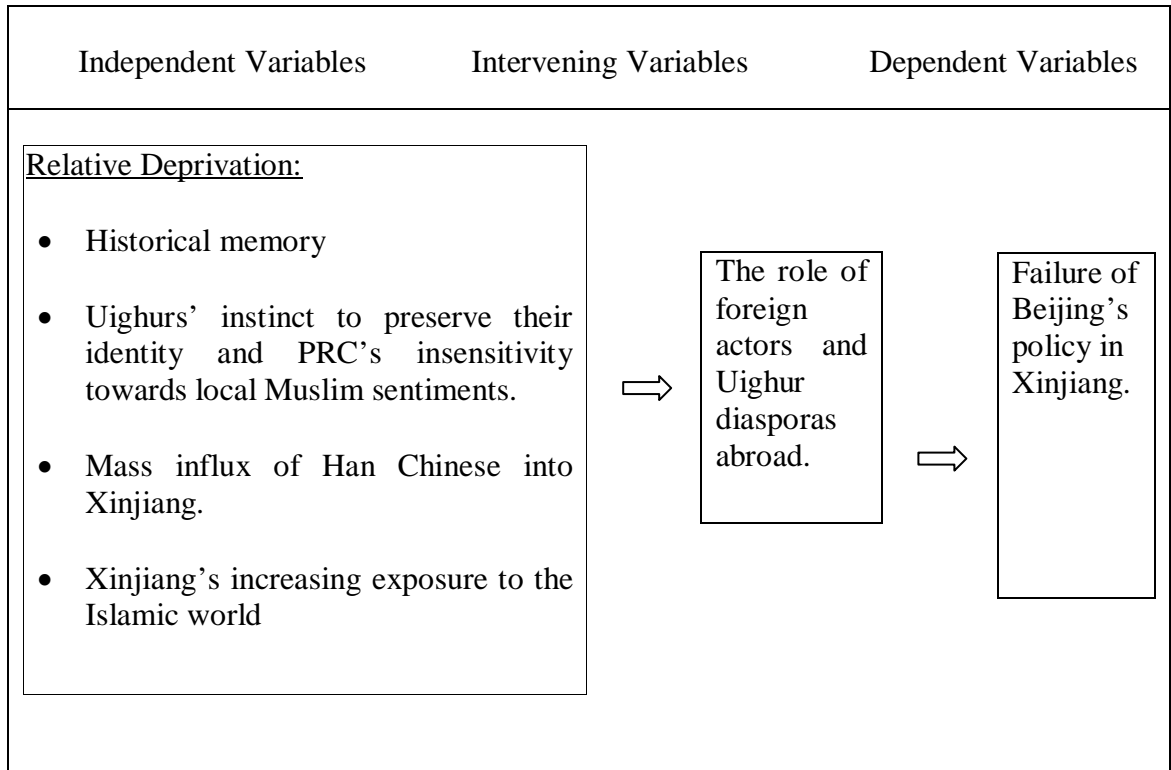 Independent Variables Intervening Variables Dependent Variables
Relative Deprivation:
• Historical memory
• Uighurs’ instinct to preserve their
identity and PRC’s insensitivity
towards local Muslim sentiments.
• Mass influx of Han Chinese into
Xinjiang.
• Xinjiang’s increasing exposure to the
Islamic world
The role of
foreign
actors and
Uighur
diasporas
abroad.
Failure of
Beijing’s
policy in
Xinjiang.